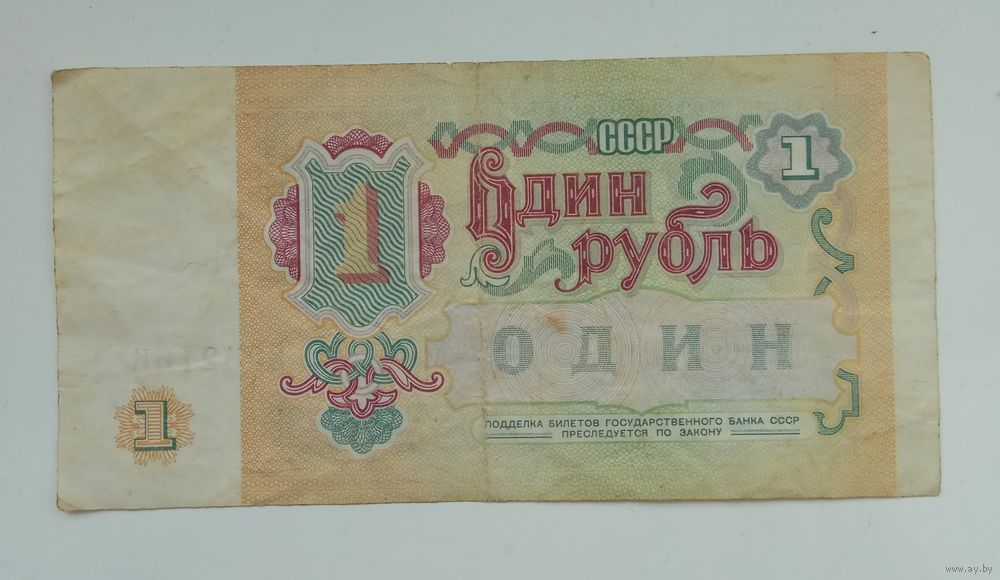 СССР
1
1
Один
рубль
ОДИН
1
ПОДДЕЛКА БИЛЕТОВ ГОСУДАРСТВЕННОГО БАНКА СССР
ПРЕСЛЕДУЕТСЯ ПО ЗАКОНУ
www.ay.by